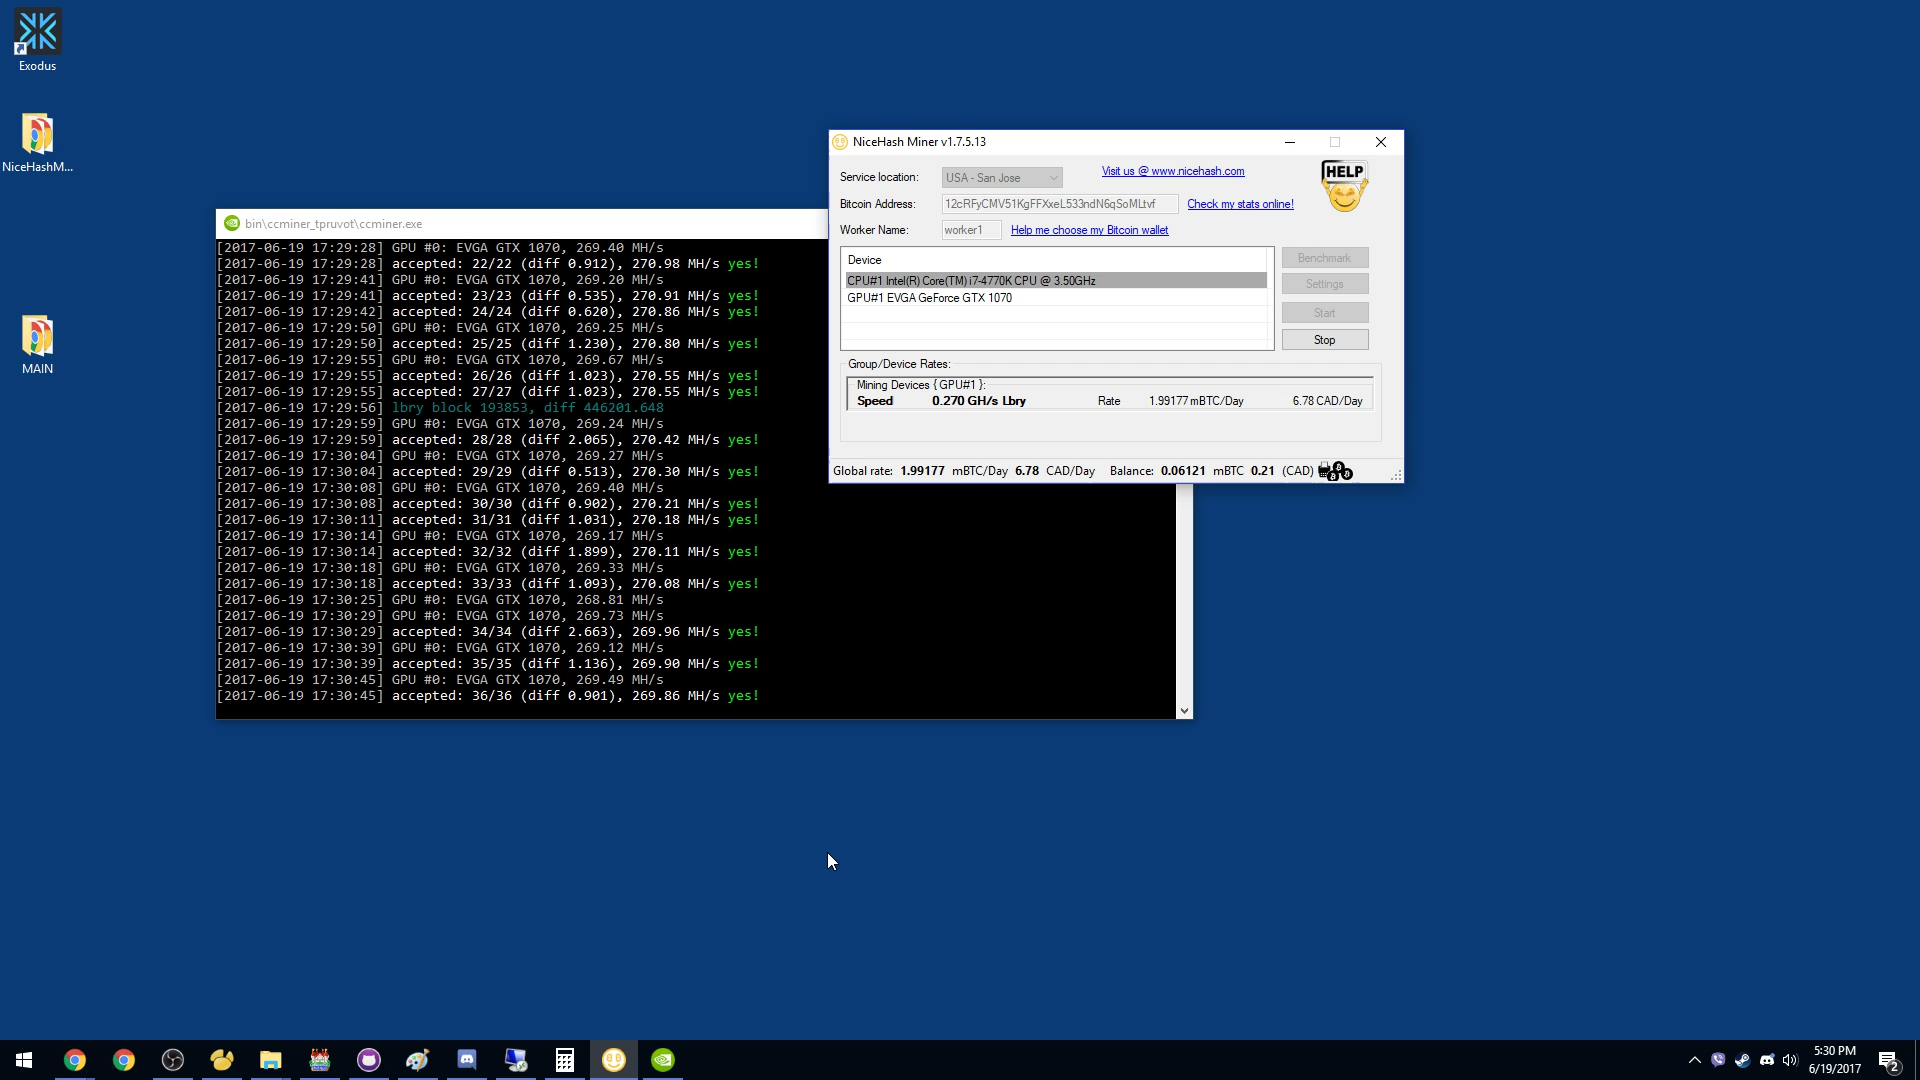 Exodus
NiceHashM...
MAIN
bin\ccminer_tpruvot\ccminer.exe
[2017-06-19 17:29:28] GPU #0: EVGA GTX 1070, 269.40 MH/s
[2017-06-19 17:29:28] accepted: 22/22 (diff 0.912), 270.98 MH/s yes!
[2017-06-19 17:29:41] GPU #0: EVGA GTX 1070, 269.20 MH/s
[2017-06-19 17:29:41] accepted: 23/23 (diff 0.535), 270.91 MH/s yes!
[2017-06-19 17:29:42] accepted: 24/24 (diff 0.620), 270.86 MH/s yes!
[2017-06-19 17:29:50] GPU #0: EVGA GTX 1070, 269.25 MH/s
[2017-06-19 17:29:50] accepted: 25/25 (diff 1.230), 270.80 MH/s yes!
[2017-06-19 17:29:55] GPU #0: EVGA GTX 1070, 269.67 MH/s
[2017-06-19 17:29:55] accepted: 26/26 (diff 1.023), 270.55 MH/s yes!
[2017-06-19 17:29:55] accepted: 27/27 (diff 1.023), 270.55 MH/s yes!
[2017-06-19 17:29:56] lbry block 193853, diff 446201.648
[2017-06-19 17:29:59] GPU #0: EVGA GTX 1070, 269.24 MH/s
[2017-06-19 17:29:59] accepted: 28/28 (diff 2.065), 270.42 MH/s yes!
[2017-06-19 17:30:04] GPU #0: EVGA GTX 1070, 269.27 MH/s
[2017-06-19 17:30:04] accepted: 29/29 (diff 0.513), 270.30 MH/s yes!
[2017-06-19 17:30:08] GPU #0: EVGA GTX 1070, 269.40 MH/s
[2017-06-19 17:30:08] accepted: 30/30 (diff 0.902), 270.21 MH/s yes!
[2017-06-19 17:30:11] accepted: 31/31 (diff 1.031), 270.18 MH/s yes!
[2017-06-19 17:30:14] GPU #0: EVGA GTX 1070, 269.17 MH/s
[2017-06-19 17:30:14] accepted: 32/32 (diff 1.899), 270.11 MH/s yes!
[2017-06-19 17:30:18] GPU #0: EVGA GTX 1070, 269.33 MH/s
[2017-06-19 17:30:18] accepted: 33/33 (diff 1.093), 270.08 MH/s yes!
[2017-06-19 17:30:25] GPU #0: EVGA GTX 1070, 268.81 MH/s
[2017-06-19 17:30:29] GPU #0: EVGA GTX 1070, 269.73 MH/s
[2017-06-19 17:30:29] accepted: 34/34 (diff 2.663), 269.96 MH/s yes!
[2017-06-19 17:30:39] GPU #0: EVGA GTX 1070, 269.12 MH/s
[2017-06-19 17:30:39] accepted: 35/35 (diff 1.136), 269.90 MH/s yes!
[2017-06-19 17:30:45] GPU #0: EVGA GTX 1070, 269.49 MH/s
[2017-06-19 17:30:45] accepted: 36/36 (diff 0.901), 269.86 MH/s yes!
NiceHash Miner v1.7.5.13
Service location: USA - San Jose Visit us @ www.nicehash.com
HELP
Bitcoin Address: 12cRFyCMV51KgFFXxeL533ndN6qSoMLtvf Check my stats online!
Worker Name: worker1 Help me choose my Bitcoin wallet
Device
CPU#1 Intel(R) Core(TM) i7-4770K CPU @ 3.50GHz
GPU#1 EVGA GeForce GTX 1070
Benchmark
Settings
Start
Stop
Group/Device Rates:
Mining Devices { GPU#1 }:
Speed 0.270 GH/s Lbry Rate 1.99177 mBTC/Day 6.78 CAD/Day
Global rate: 1.99177 mBTC/Day 6.78 CAD/Day Balance: 0.06121 mBTC 0.21 (CAD)
5:30 PM
6/19/2017
2